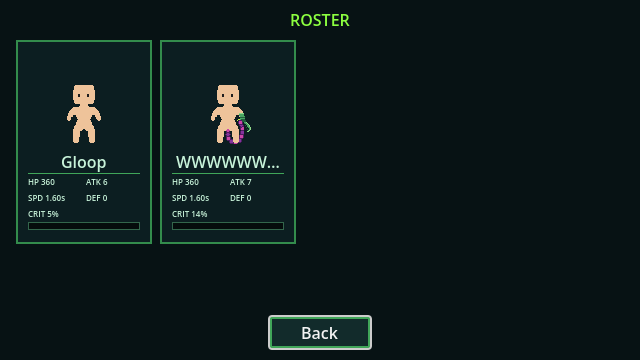 ROSTER
Gloop
HP 360 ATK 6
SPD 1.60s DEF 0
CRIT 5%
WWWWWW...
HP 360 ATK 7
SPD 1.60s DEF 0
CRIT 14%
Back